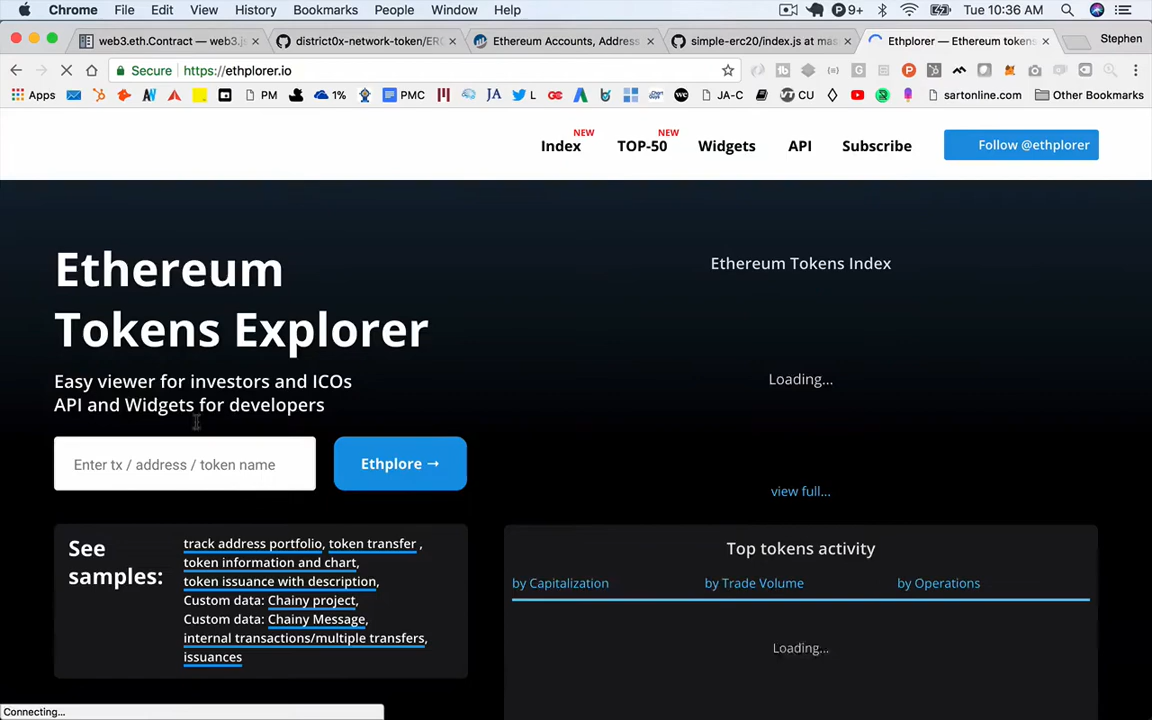 Chrome File Edit View History Bookmarks People Window Help 9+ Tue 10:36 AM
web3.eth.Contract — web3.j × district0x-network-token/ERC × Ethereum Accounts, Address × simple-erc20/index.js at mas × Ethplorer — Ethereum tokens × Stephen
Secure https://ethplorer.io
Apps PM 1% PMC JA L JA-C CU sartonline.com Other Bookmarks
Index NEW TOP-50 NEW Widgets API Subscribe Follow @ethplorer
Ethereum
Tokens Explorer
Easy viewer for investors and ICOs
API and Widgets for developers
Enter tx / address / token name
Ethplore →
Ethereum Tokens Index
Loading...
view full...
See
samples:
track address portfolio, token transfer ,
token information and chart,
token issuance with description,
Custom data: Chainy project,
Custom data: Chainy Message,
internal transactions/multiple transfers,
issuances
Top tokens activity
by Capitalization by Trade Volume by Operations
Loading...
Connecting...